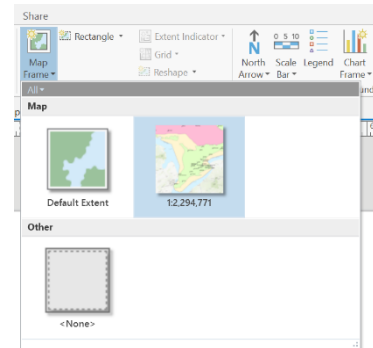 Share
Rectangle
Extent Indicator
0 5 10
Grid
Reshape
Map Frame
North Arrow
Scale Bar
Legend
Chart Frame
All
Map
Default Extent
1:2,294,771
Other
<None>